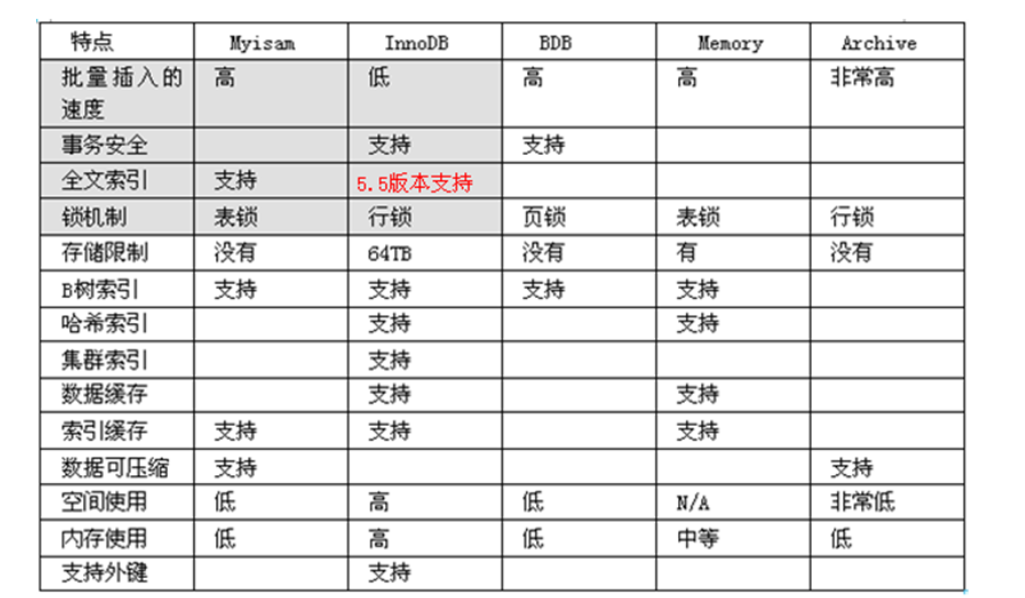 特点 Myisam InnoDB BDB Memory Archive
批量插入的 高 低 高 高 非常高
速度
事务安全 支持 支持
全文索引 支持 5.5版本支持
锁机制 表锁 行锁 页锁 表锁 行锁
存储限制 没有 64TB 没有 有 没有
B树索引 支持 支持 支持 支持
哈希索引 支持 支持
集群索引 支持
数据缓存 支持 支持
索引缓存 支持 支持 支持
数据可压缩 支持 支持
空间使用 低 高 低 N/A 非常低
内存使用 低 高 低 中等 低
支持外键 支持